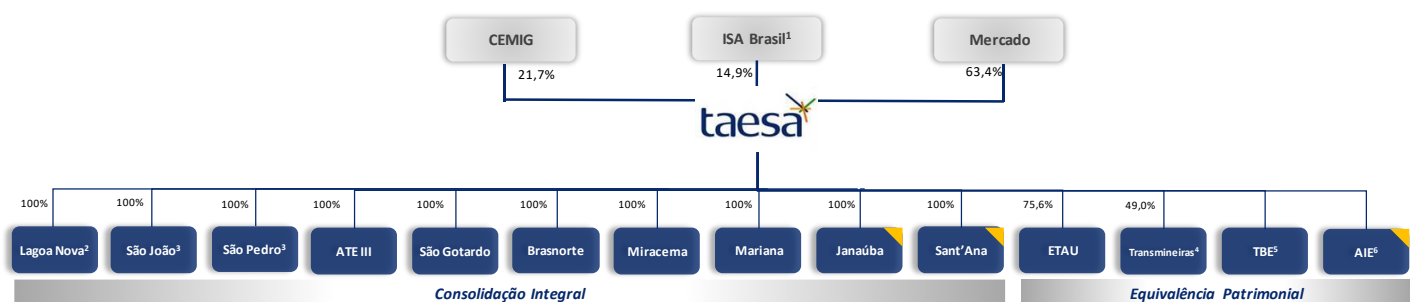 CEMIG
ISA Brasil¹
Mercado
21,7%
14,9%
63,4%
taesa
100%
100%
100%
100%
100%
100%
100%
100%
100%
100%
75,6%
49,0%
Lagoa Nova²
São João³
São Pedro³
ATE III
São Gotardo
Brasnorte
Miracema
Mariana
Janaúba
Sant’Ana
ETAU
Transmineiras⁴
TBE⁵
AIE⁶
Consolidação Integral
Equivalência Patrimonial